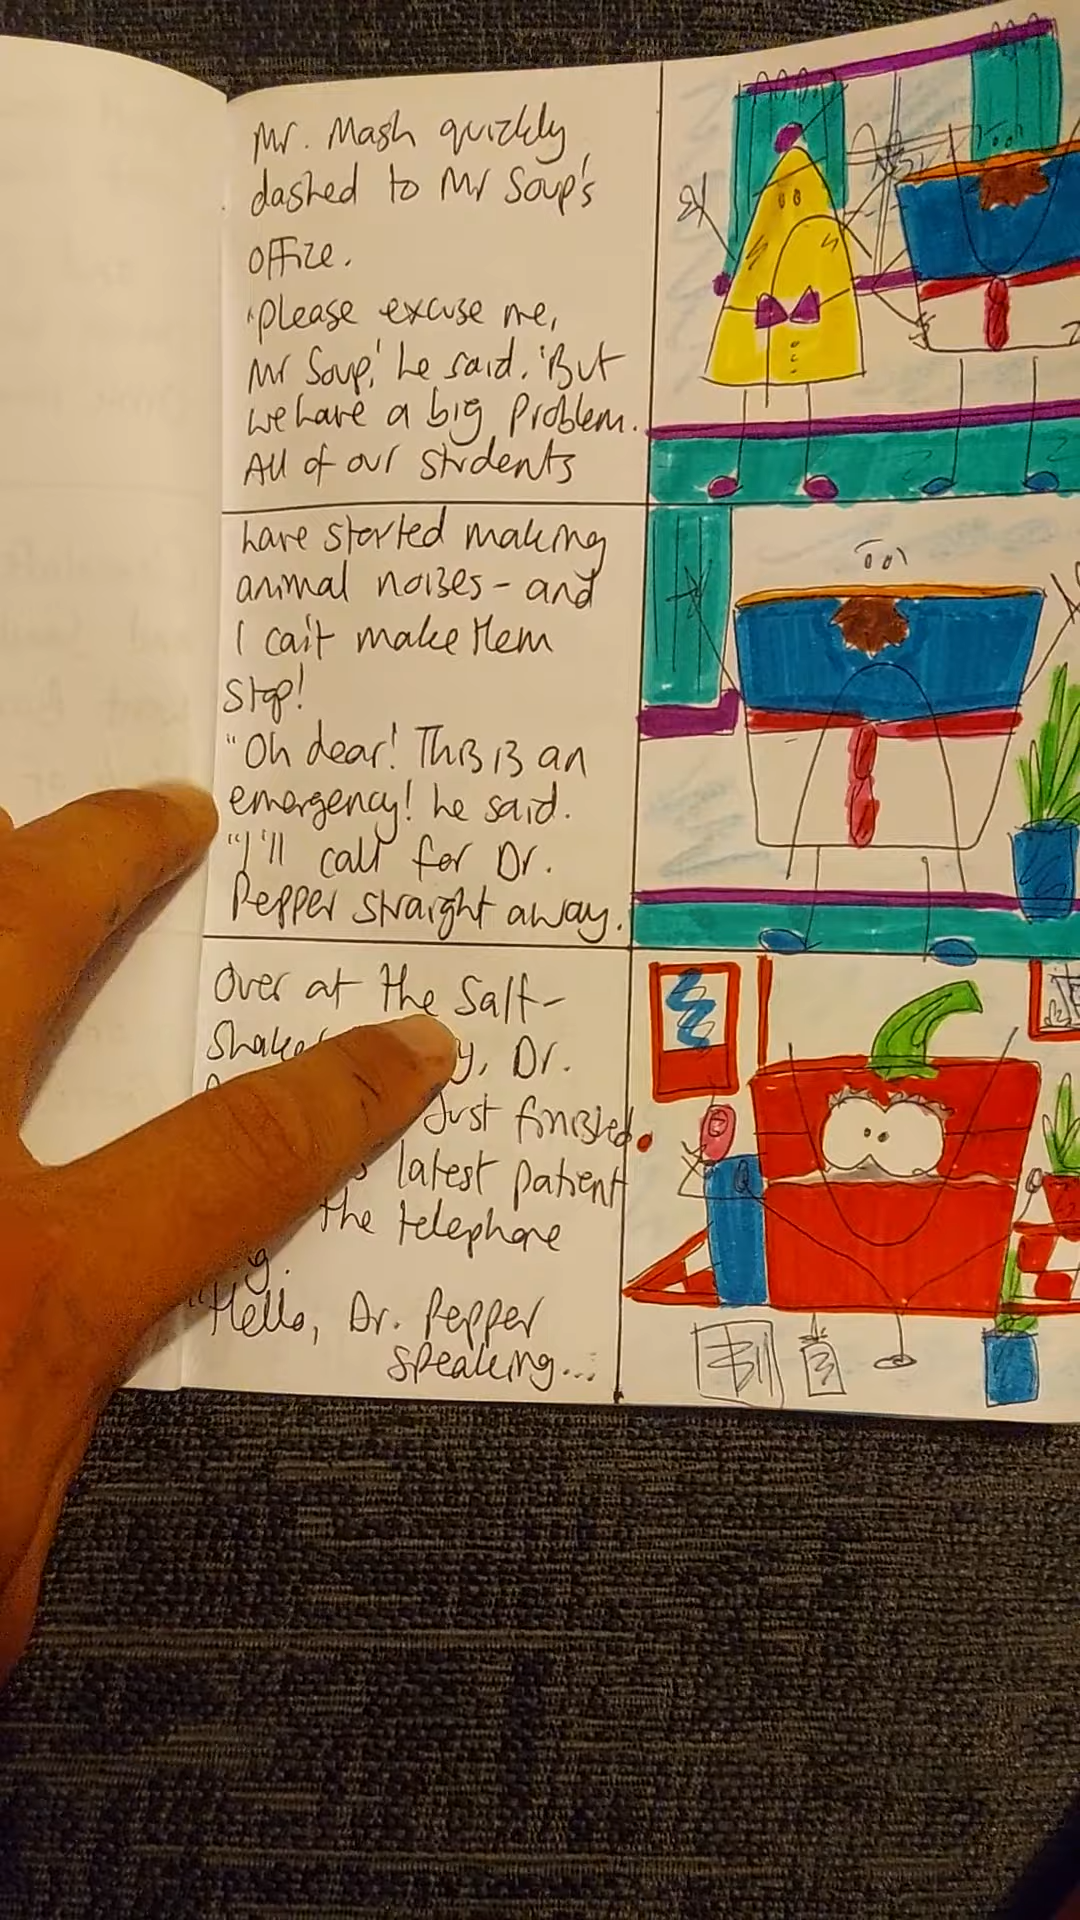 Mr. Mash quickly
dashed to Mr Soup's
office.
'please excuse me,
Mr Soup,' he said. 'But
we have a big problem.
All of our students
have started making
animal noises - and
I can't make them
stop!
"Oh dear! This is an
emergency! he said.
"I'll call for Dr.
Pepper straight away.
Over at the Salt-
Dr.
Just finished
latest patient
the telephone
"Hello, Dr. Pepper
speaking...